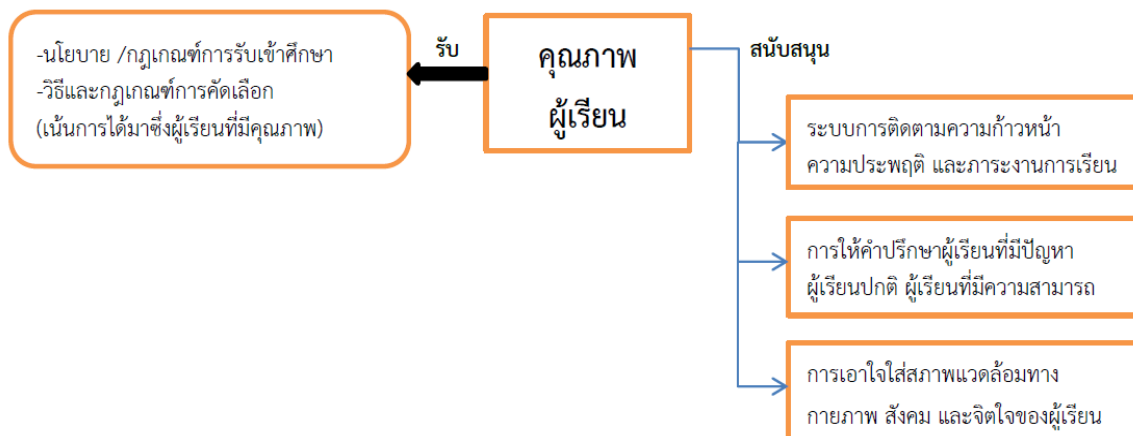 -นโยบาย /กฎเกณฑ์การรับเข้าศึกษา
-วิธีและกฎเกณฑ์การคัดเลือก
(เน้นการได้มาซึ่งผู้เรียนที่มีคุณภาพ)
รับ
คุณภาพ
ผู้เรียน
สนับสนุน
ระบบการติดตามความก้าวหน้า
ความประพฤติ และภาระงานการเรียน
การให้คำปรึกษาผู้เรียนที่มีปัญหา
ผู้เรียนปกติ ผู้เรียนที่มีความสามารถ
การเอาใจใส่สภาพแวดล้อมทาง
กายภาพ สังคม และจิตใจของผู้เรียน